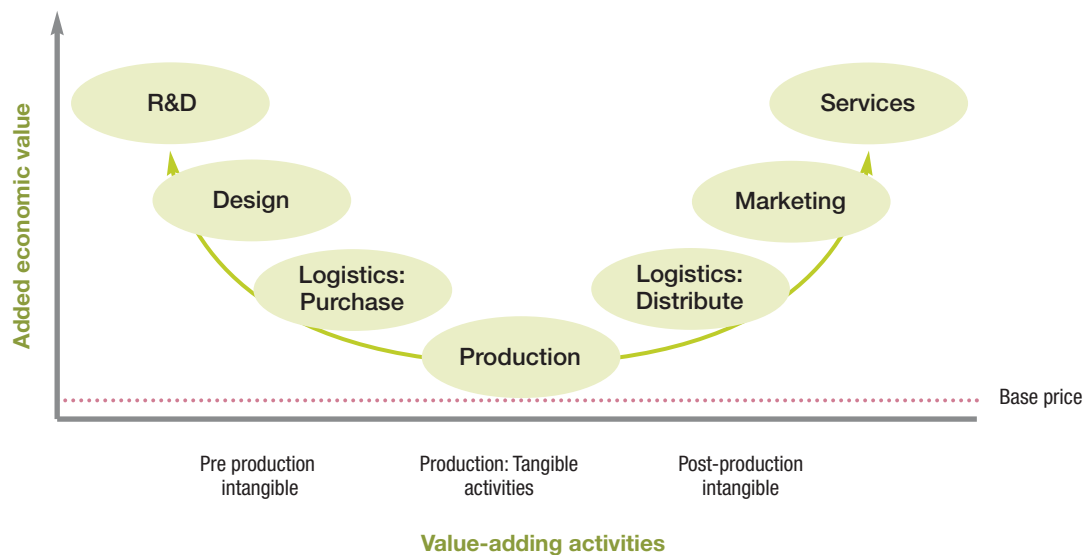 Added economic value
R&D
Services
Design
Marketing
Logistics:
Purchase
Logistics:
Distribute
Production
Base price
Pre production
intangible
Production: Tangible
activities
Post-production
intangible
Value-adding activities